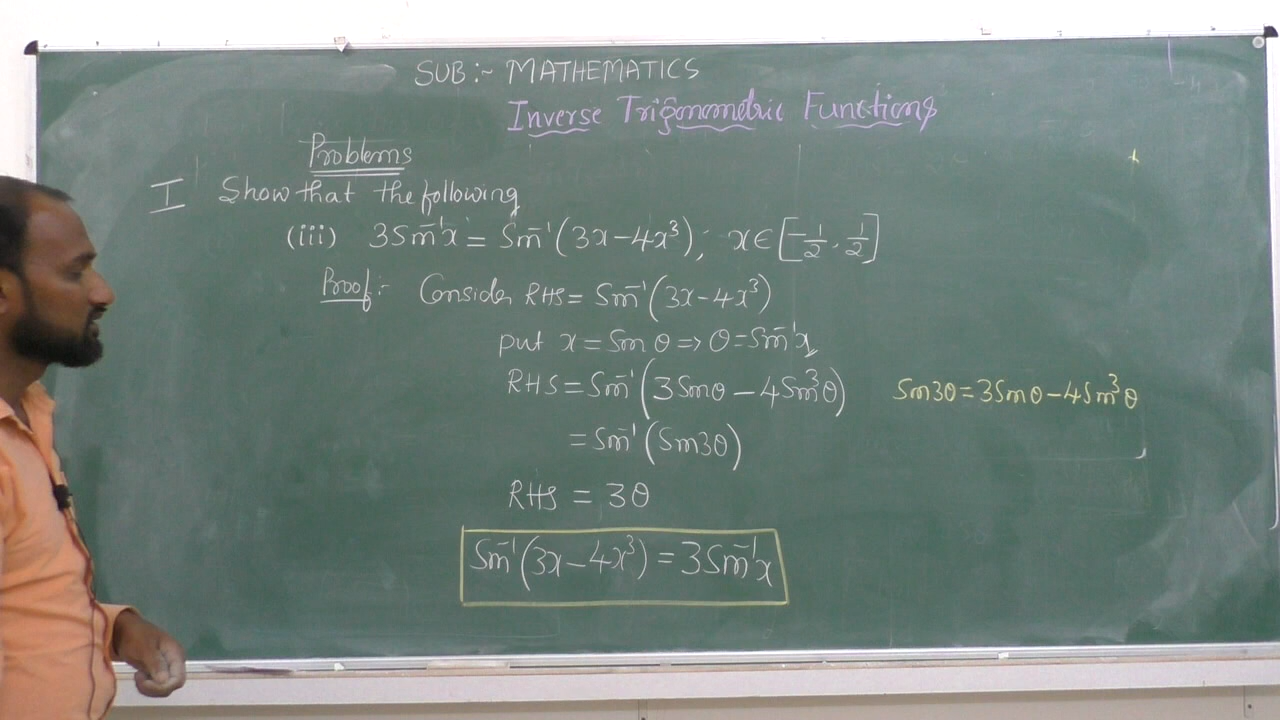 SUB:- MATHEMATICS
Inverse Trigonometric Functions
Problems
I Show that the following
(iii) 3Sin⁻¹x = Sin⁻¹(3x-4x³); x∈[-1/2, 1/2]
Proof:- Consider RHS = Sin⁻¹(3x-4x³)
put x = Sin θ => θ = Sin⁻¹x
RHS = Sin⁻¹(3Sinθ - 4Sin³θ)
Sin3θ = 3Sinθ - 4Sin³θ
= Sin⁻¹(Sin3θ)
RHS = 3θ
Sin⁻¹(3x-4x³) = 3Sin⁻¹x